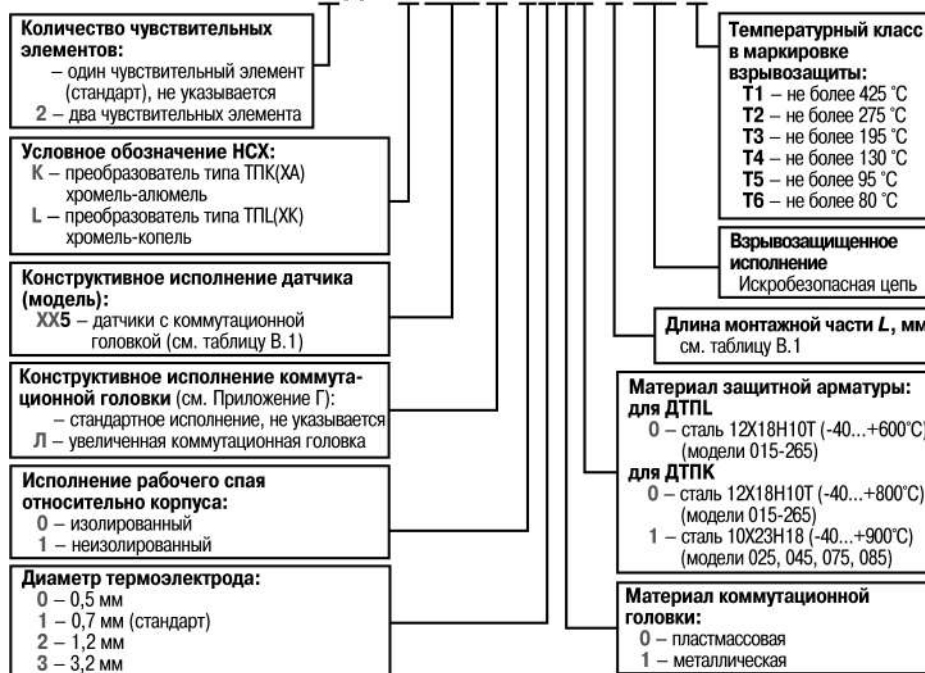 Количество чувствительных
элементов:
– один чувствительный элемент
(стандарт), не указывается
2 – два чувствительных элемента
Условное обозначение НСХ:
К – преобразователь типа ТПК(ХА)
хромель-алюмель
L – преобразователь типа ТПL(ХК)
хромель-копель
Конструктивное исполнение датчика
(модель):
ХХ5 – датчики с коммутационной
головкой (см. таблицу В.1)
Конструктивное исполнение коммута-
ционной головки (см. Приложение Г):
– стандартное исполнение, не указывается
Л – увеличенная коммутационная головка
Исполнение рабочего спая
относительно корпуса:
0 – изолированный
1 – неизолированный
Диаметр термоэлектрода:
0 – 0,5 мм
1 – 0,7 мм (стандарт)
2 – 1,2 мм
3 – 3,2 мм
Температурный класс
в маркировке
взрывозащиты:
Т1 – не более 425 °С
Т2 – не более 275 °С
Т3 – не более 195 °С
Т4 – не более 130 °С
Т5 – не более 95 °С
Т6 – не более 80 °С
Взрывозащищенное
исполнение
Искробезопасная цепь
Длина монтажной части L, мм
см. таблицу В.1
Материал защитной арматуры:
для ДТПL
0 – сталь 12Х18Н10Т (-40...+600°С)
(модели 015-265)
для ДТПК
0 – сталь 12Х18Н10Т (-40...+800°С)
(модели 015-265)
1 – сталь 10Х23Н18 (-40...+900°С)
(модели 025, 045, 075, 085)
Материал коммутационной
головки:
0 – пластмассовая
1 – металлическая